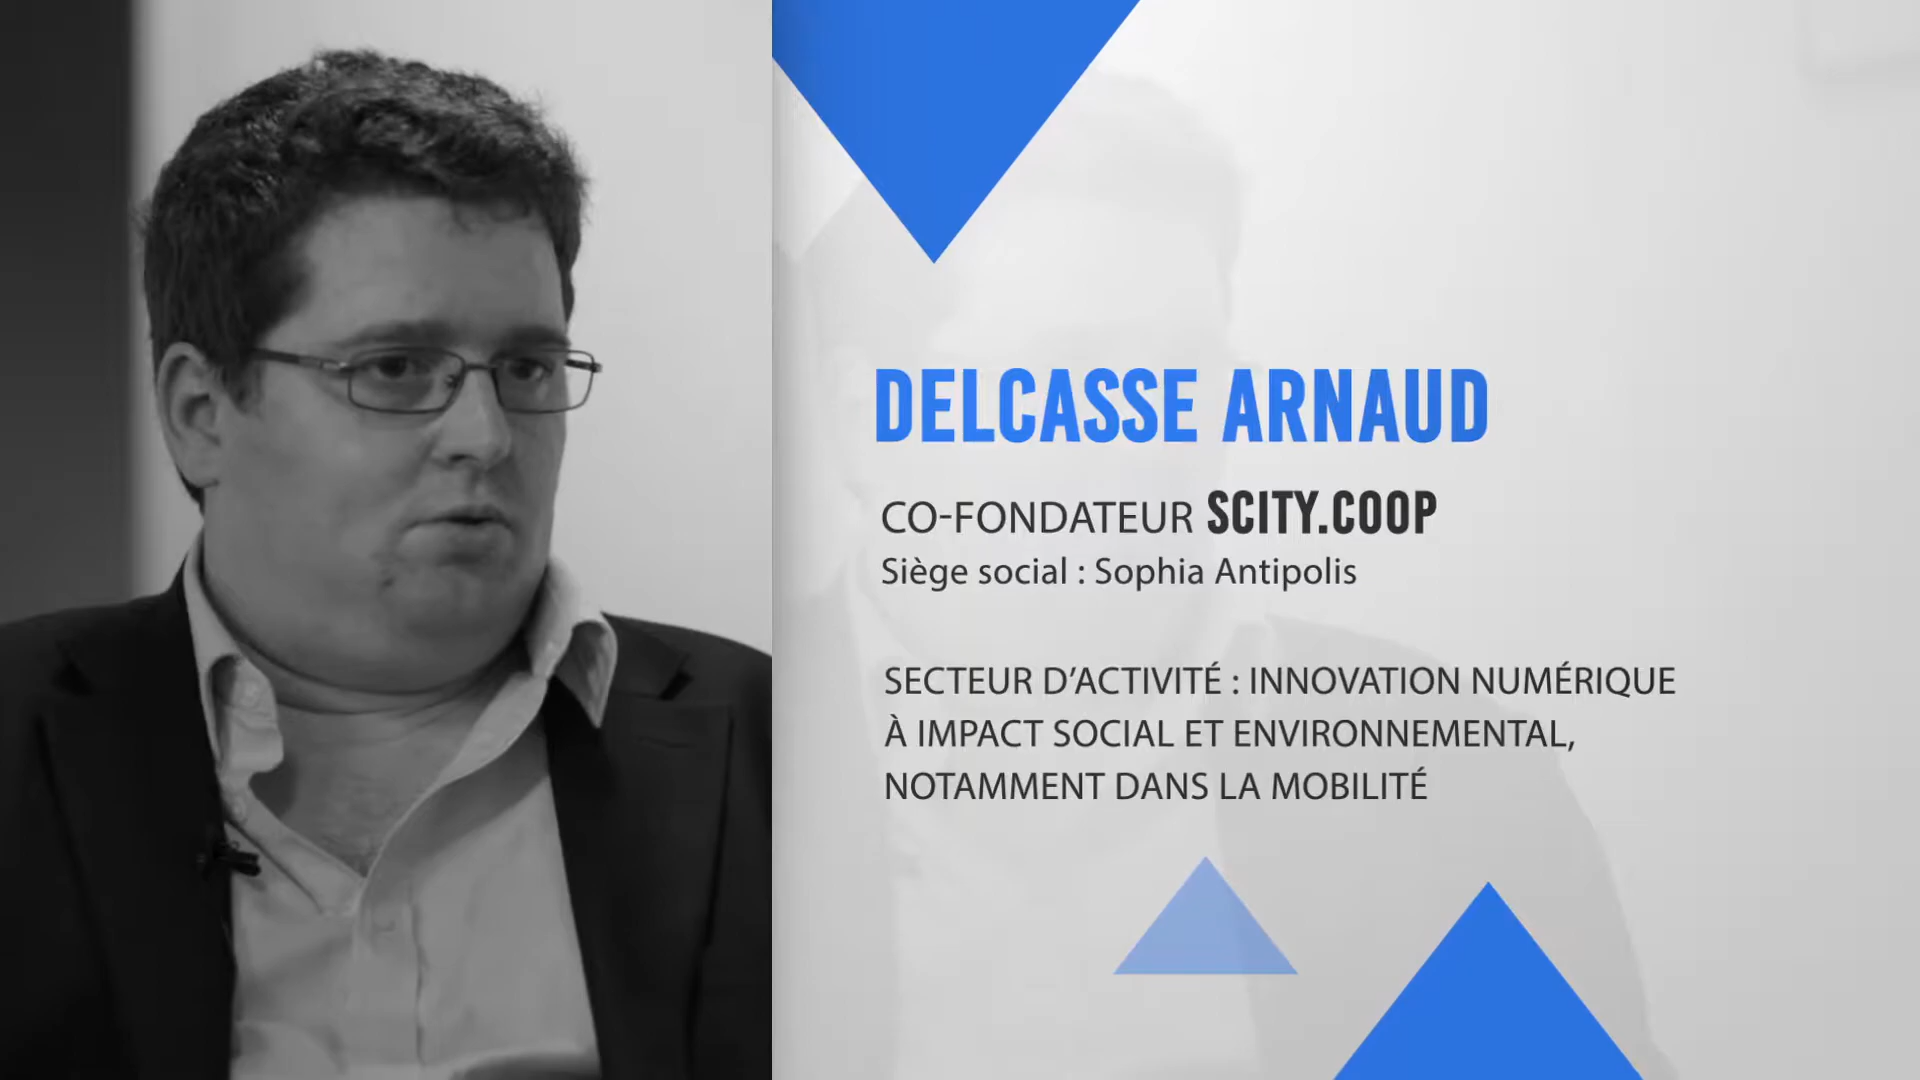 DELCASSE ARNAUD
CO-FONDATEUR SCITY.COOP
Siège social : Sophia Antipolis
SECTEUR D’ACTIVITÉ : INNOVATION NUMÉRIQUE
À IMPACT SOCIAL ET ENVIRONNEMENTAL,
NOTAMMENT DANS LA MOBILITÉ